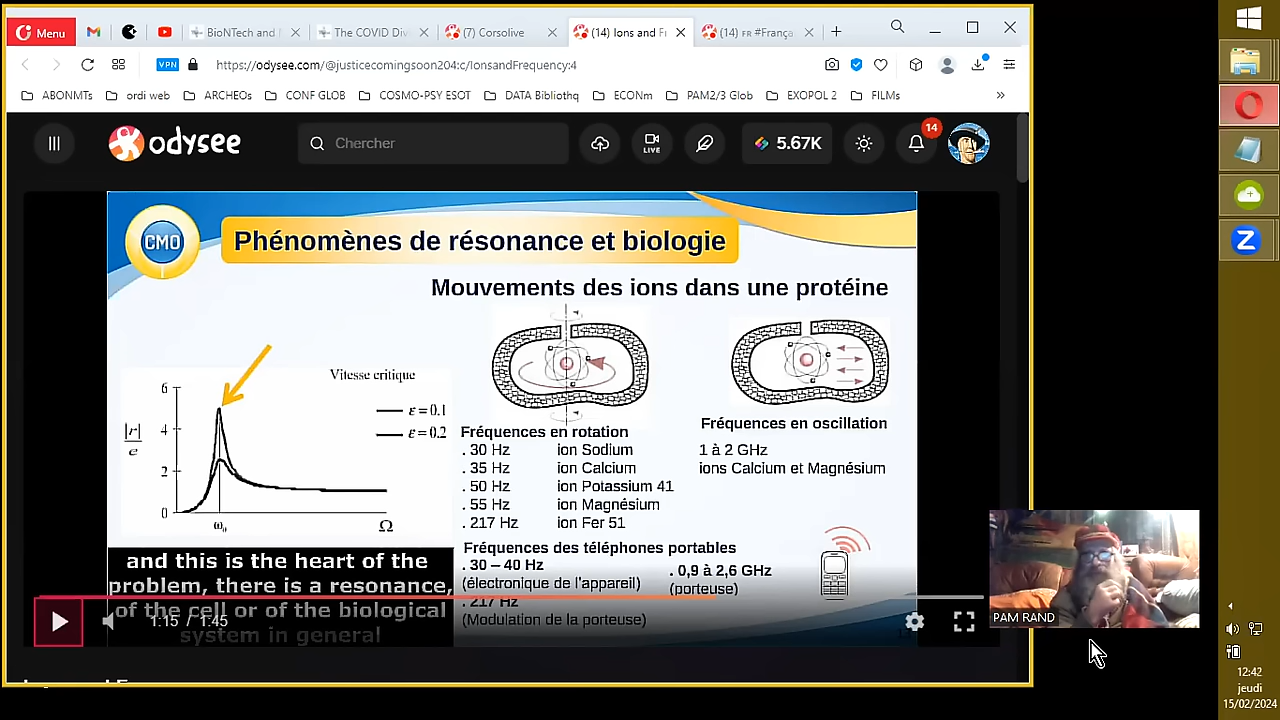 Menu
BioNTech and
The COVID Div
(7) Corsolive
(14) Ions and Fr
(14) FR #França
https://odysee.com/@justicecomingsoon204:c/IonsandFrequency:4
VPN
ABONMTs
ordi web
ARCHEOs
CONF GLOB
COSMO-PSY ESOT
DATA Bibliothq
ECONm
PAM2/3 Glob
EXOPOL 2
FILMs
»
odysee
Chercher
LIVE
5.67K
14
CMO
Phénomènes de résonance et biologie
Mouvements des ions dans une protéine
Vitesse critique
ε=0.1
ε=0.2
|r|
e
6
4
2
0
ω₀
Ω
Fréquences en rotation
. 30 Hz ion Sodium
. 35 Hz ion Calcium
. 50 Hz ion Potassium 41
. 55 Hz ion Magnésium
. 217 Hz ion Fer 51
Fréquences en oscillation
1 à 2 GHz
ions Calcium et Magnésium
Fréquences des téléphones portables
. 30 – 40 Hz
(électronique de l'appareil)
. 217 Hz
(Modulation de la porteuse)
. 0,9 à 2,6 GHz
(porteuse)
and this is the heart of the
problem, there is a resonance,
of the cell or of the biological
system in general
1:15 / 1:45
PAM RAND
Z
12:42
jeudi
15/02/2024